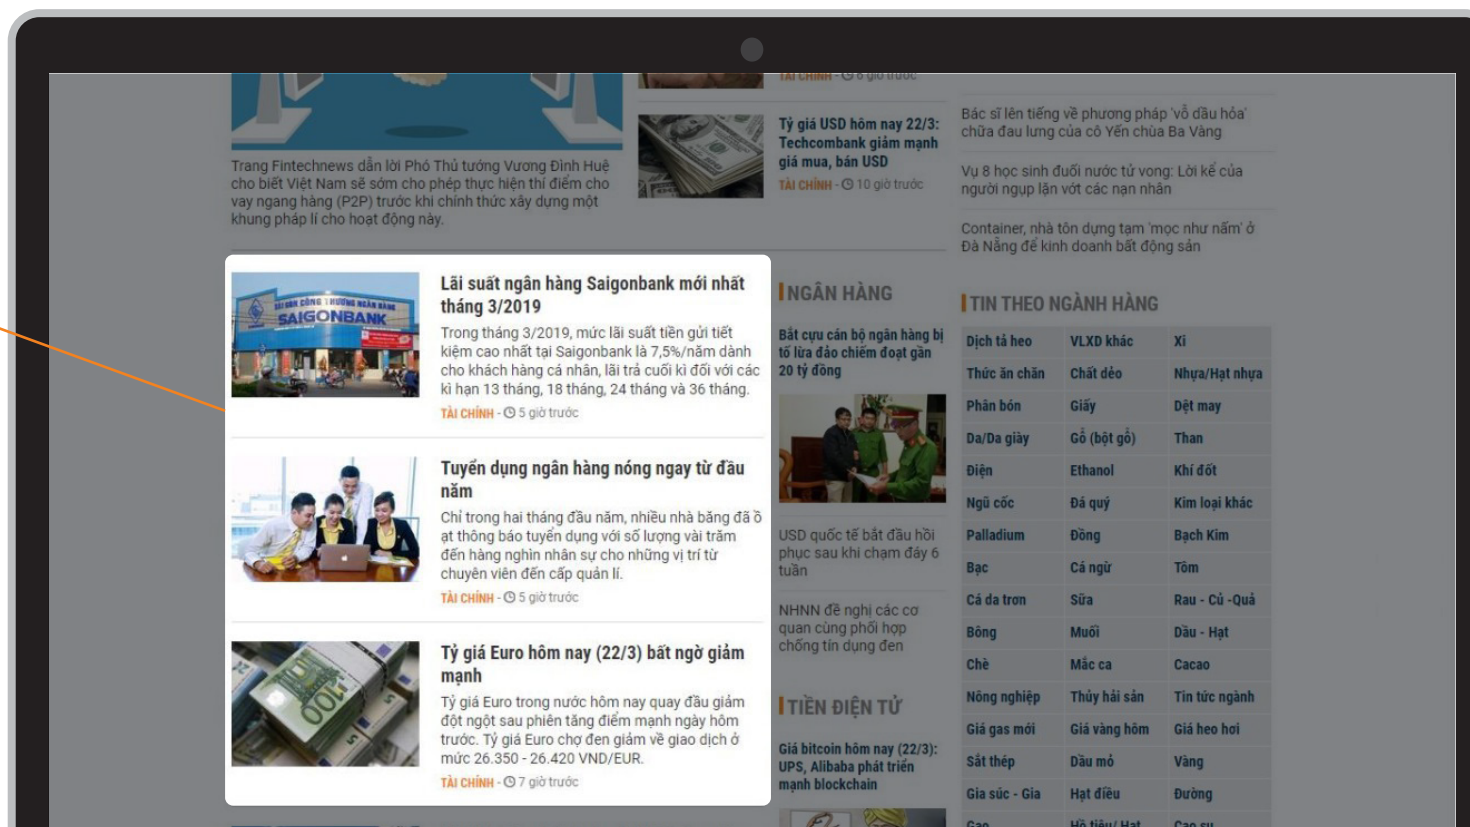 TÀI CHÍNH - 6 giờ trước
Trang Fintechnews dẫn lời Phó Thủ tướng Vương Đình Huệ
cho biết Việt Nam sẽ sớm cho phép thực hiện thí điểm cho
vay ngang hàng (P2P) trước khi chính thức xây dựng một
khung pháp lí cho hoạt động này.
Tỷ giá USD hôm nay 22/3:
Techcombank giảm mạnh
giá mua, bán USD
TÀI CHÍNH - 10 giờ trước
Bác sĩ lên tiếng về phương pháp 'vỗ dầu hỏa'
chữa đau lưng của cô Yến chùa Ba Vàng
Vụ 8 học sinh đuối nước tử vong: Lời kể của
người ngụp lặn vớt các nạn nhân
Container, nhà tôn dựng tạm 'mọc như nấm' ở
Đà Nẵng để kinh doanh bất động sản
SÀI GÒN CÔNG THƯƠNG NGÂN HÀNG
SAIGONBANK
Lãi suất ngân hàng Saigonbank mới nhất
tháng 3/2019
Trong tháng 3/2019, mức lãi suất tiền gửi tiết
kiệm cao nhất tại Saigonbank là 7,5%/năm dành
cho khách hàng cá nhân, lãi trả cuối kì đối với các
kì hạn 13 tháng, 18 tháng, 24 tháng và 36 tháng.
TÀI CHÍNH - 5 giờ trước
Tuyển dụng ngân hàng nóng ngay từ đầu
năm
Chỉ trong hai tháng đầu năm, nhiều nhà băng đã ồ
ạt thông báo tuyển dụng với số lượng vài trăm
đến hàng nghìn nhân sự cho những vị trí từ
chuyên viên đến cấp quản lí.
TÀI CHÍNH - 5 giờ trước
100
Tỷ giá Euro hôm nay (22/3) bất ngờ giảm
mạnh
Tỷ giá Euro trong nước hôm nay quay đầu giảm
đột ngột sau phiên tăng điểm mạnh ngày hôm
trước. Tỷ giá Euro chợ đen giảm về giao dịch ở
mức 26.350 - 26.420 VND/EUR.
TÀI CHÍNH - 7 giờ trước
NGÂN HÀNG
Bắt cựu cán bộ ngân hàng bị
tố lừa đảo chiếm đoạt gần
20 tỷ đồng
USD quốc tế bắt đầu hồi
phục sau khi chạm đáy 6
tuần
NHNN đề nghị các cơ
quan cùng phối hợp
chống tín dụng đen
TIỀN ĐIỆN TỬ
Giá bitcoin hôm nay (22/3):
UPS, Alibaba phát triển
mạnh blockchain
TIN THEO NGÀNH HÀNG
Dịch tả heo VLXD khác Xi
Thức ăn chăn Chất dẻo Nhựa/Hạt nhựa
Phân bón Giấy Dệt may
Da/Da giày Gỗ (bột gỗ) Than
Điện Ethanol Khí đốt
Ngũ cốc Đá quý Kim loại khác
Palladium Đồng Bạch Kim
Bạc Cá ngừ Tôm
Cá da trơn Sữa Rau - Củ -Quả
Bông Muối Dầu - Hạt
Chè Mắc ca Cacao
Nông nghiệp Thủy hải sản Tin tức ngành
Giá gas mới Giá vàng hôm Giá heo hơi
Sắt thép Dầu mỏ Vàng
Gia súc - Gia Hạt điều Đường
Gạo Hồ tiêu/ Hạt Cao su